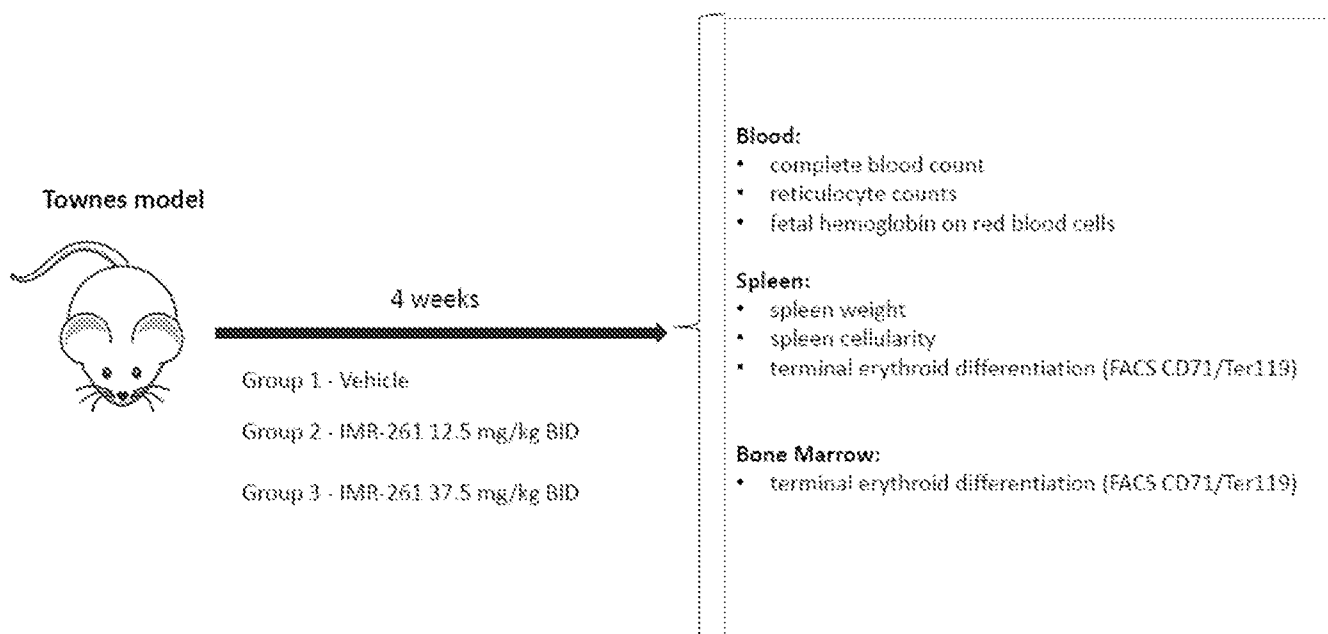 Townes model
4 weeks
Group 1 - Vehicle
Group 2 - IMR-261 12.5 mg/kg BID
Group 3 - IMR-261 37.5 mg/kg BID
Blood:
• complete blood count
• reticulocyte counts
• fetal hemoglobin on red blood cells
Spleen:
• spleen weight
• spleen cellularity
• terminal erythroid differentiation (FACS CD71/Ter119)
Bone Marrow:
• terminal erythroid differentiation (FACS CD71/Ter119)